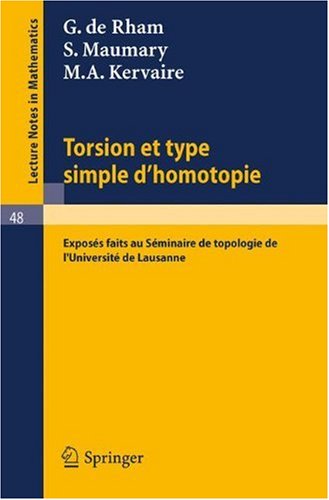 Lecture Notes in Mathematics
48
G. de Rham
S. Maumary
M.A. Kervaire
Torsion et type
simple d'homotopie
Exposés faits au Séminaire de topologie de
l'Université de Lausanne
Springer